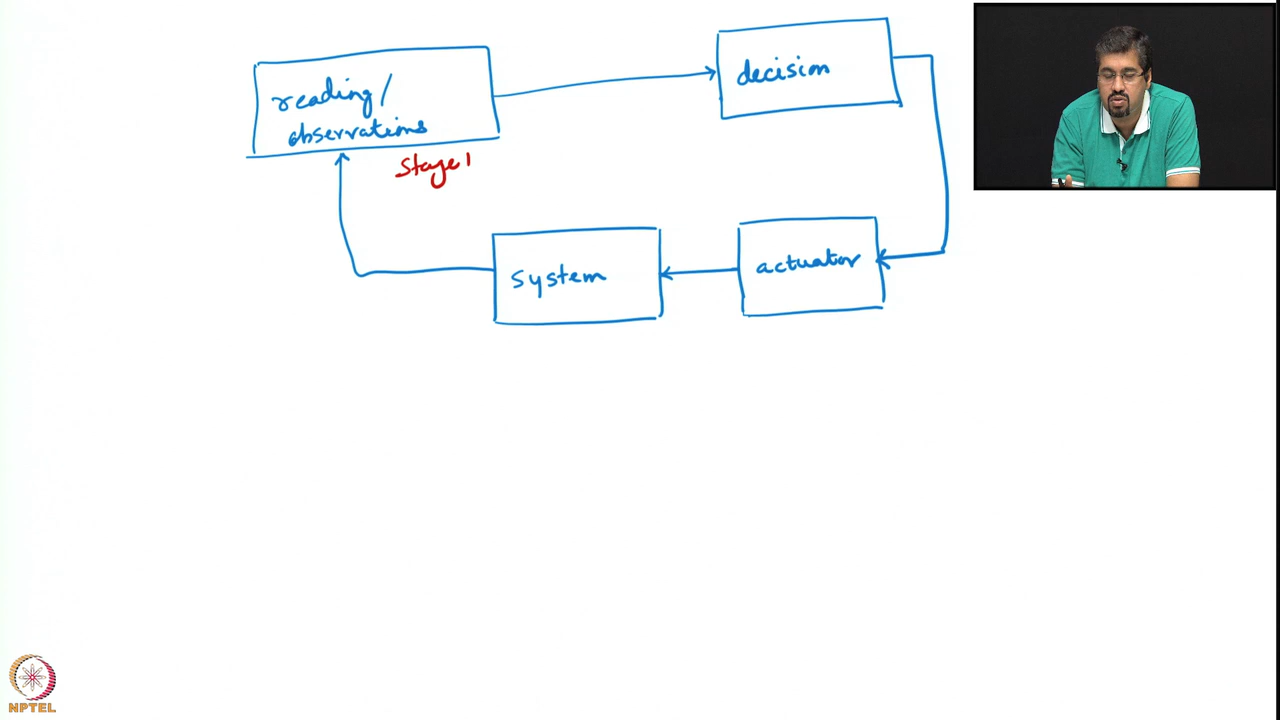 reading/
observations
decision
Stage 1
system
actuator
NPTEL